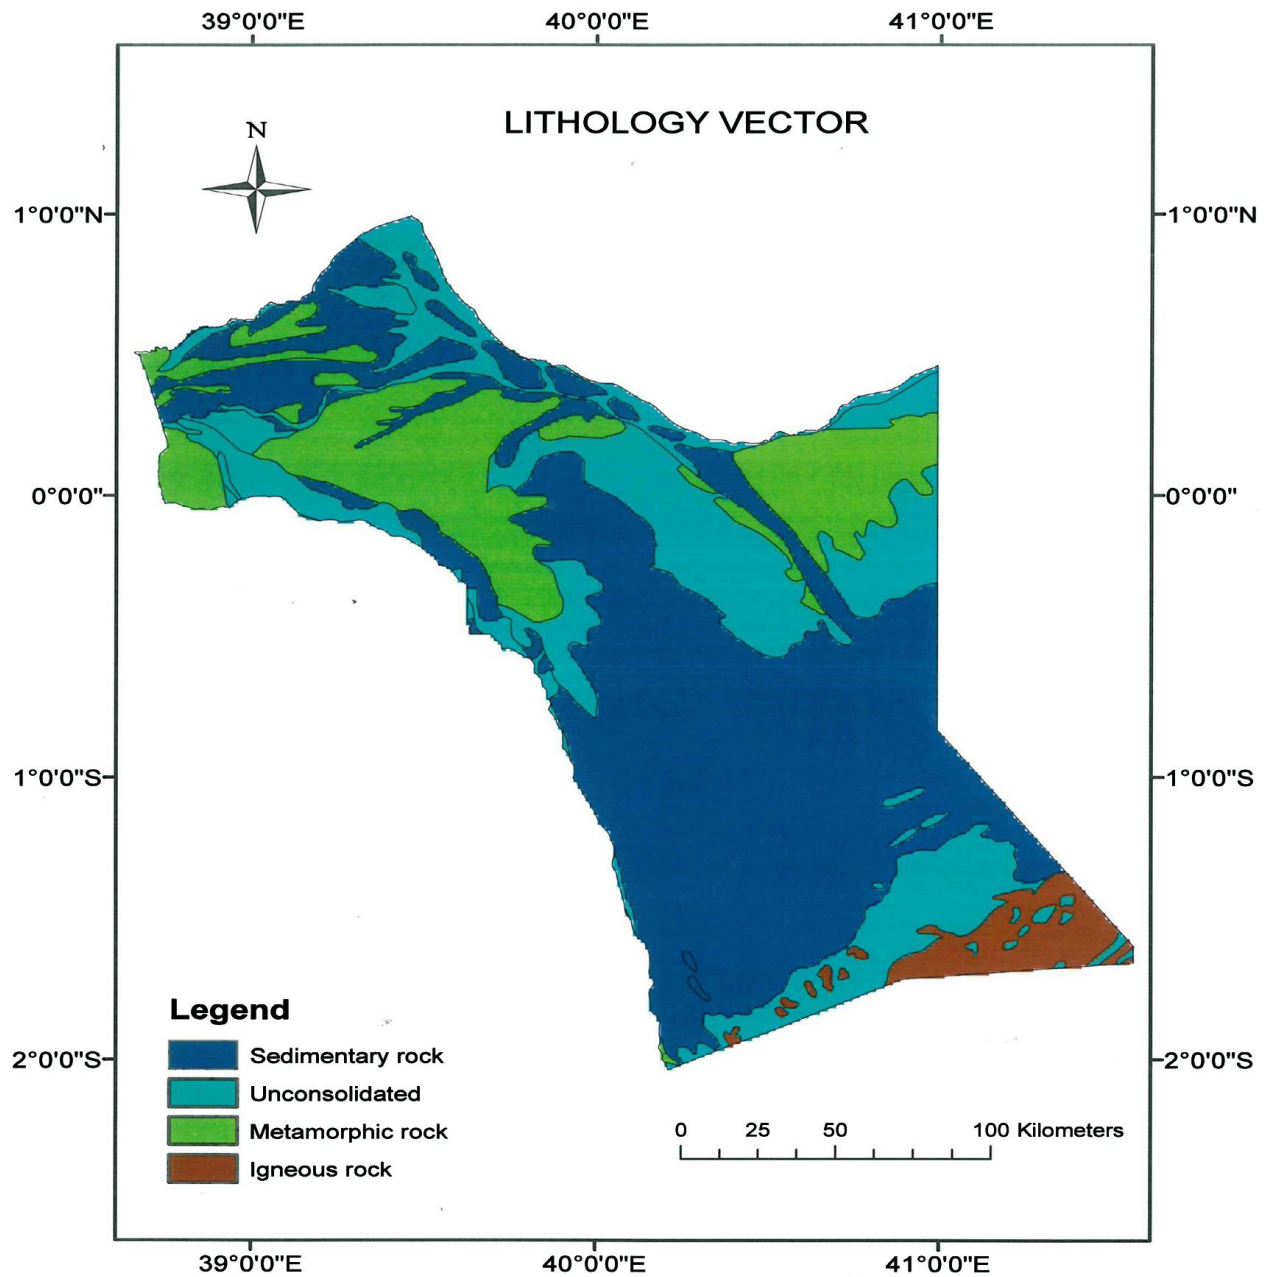 39°0'0"E 40°0'0"E 41°0'0"E
LITHOLOGY VECTOR
N
1°0'0"N 1°0'0"N
0°0'0" 0°0'0"
1°0'0"S 1°0'0"S
Legend
Sedimentary rock
2°0'0"S 2°0'0"S
Unconsolidated
Metamorphic rock
0 25 50 100 Kilometers
Igneous rock
39°0'0"E 40°0'0"E 41°0'0"E